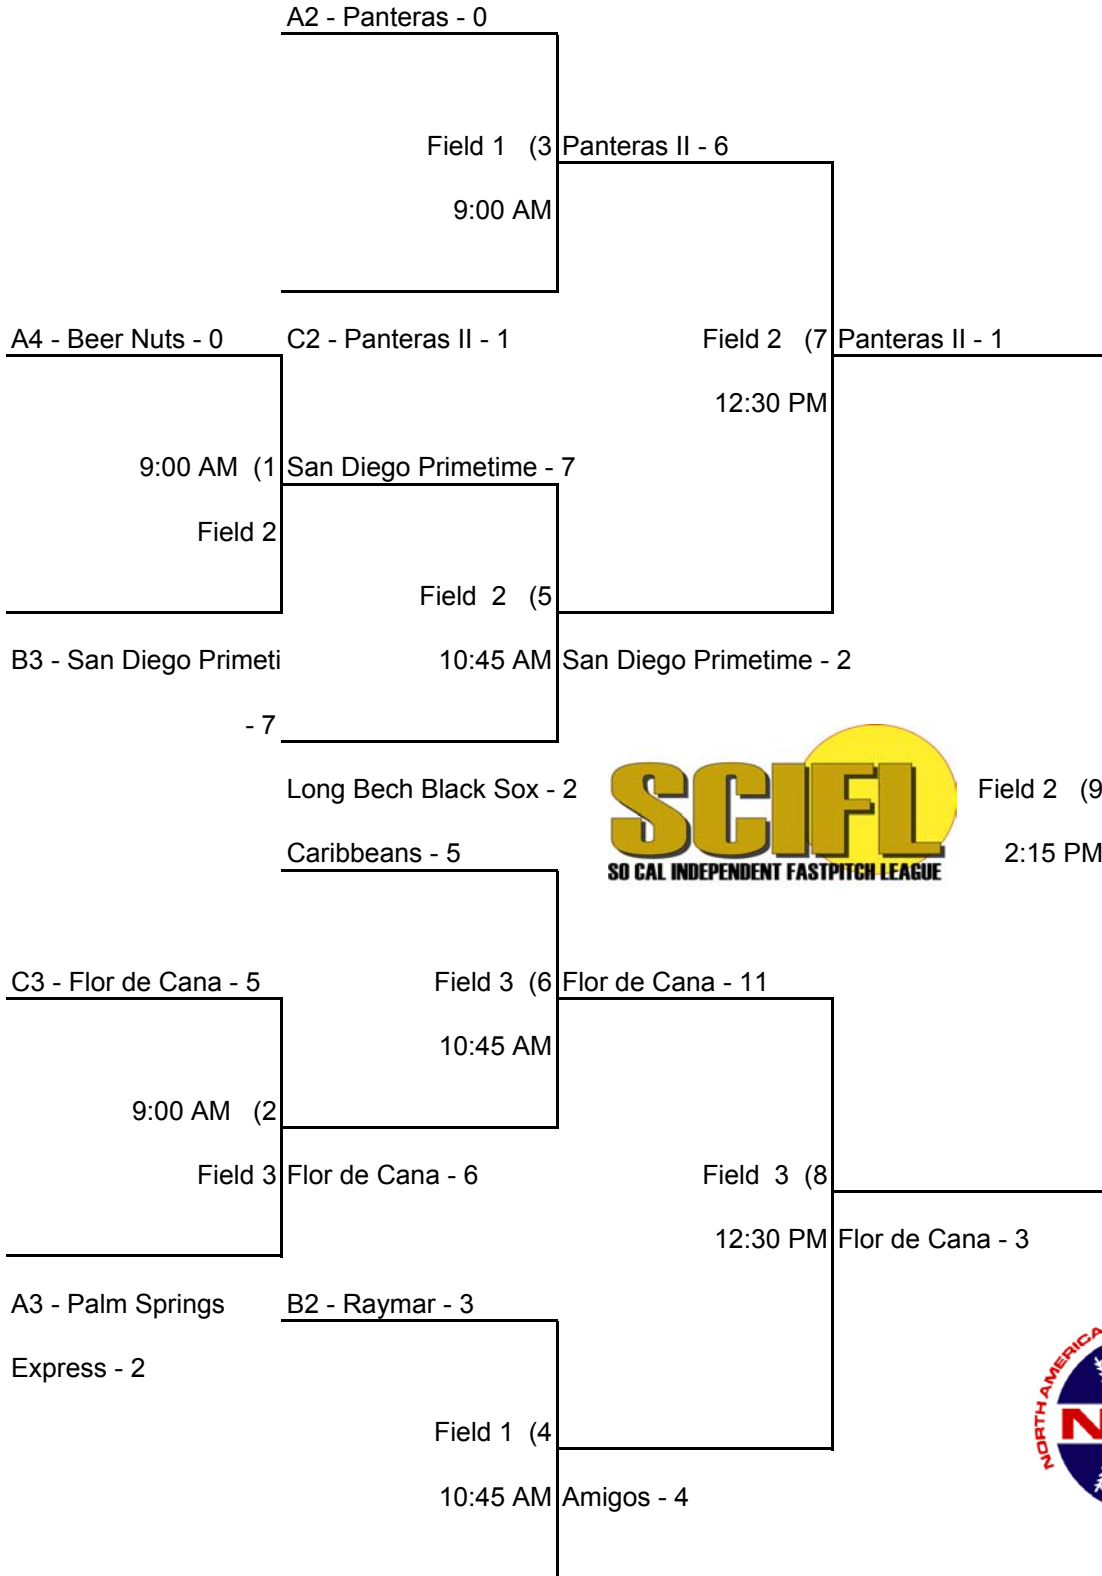 A2 - Panteras - 0
Field 1 (3 Panteras II - 6
9:00 AM
A4 - Beer Nuts - 0 C2 - Panteras II - 1 Field 2 (7 Panteras II - 1
12:30 PM
9:00 AM (1 San Diego Primetime - 7
Field 2
Field 2 (5
B3 - San Diego Primeti 10:45 AM San Diego Primetime - 2
- 7
Long Bech Black Sox - 2 Field 2 (9
SCIFL
Caribbeans - 5 2:15 PM
SO CAL INDEPENDENT FASTPITCH LEAGUE
C3 - Flor de Cana - 5 Field 3 (6 Flor de Cana - 11
10:45 AM
9:00 AM (2
Field 3 Flor de Cana - 6 Field 3 (8
12:30 PM Flor de Cana - 3
A3 - Palm Springs B2 - Raymar - 3
Express - 2
NORTH AMERICA
N
Field 1 (4
10:45 AM Amigos - 4